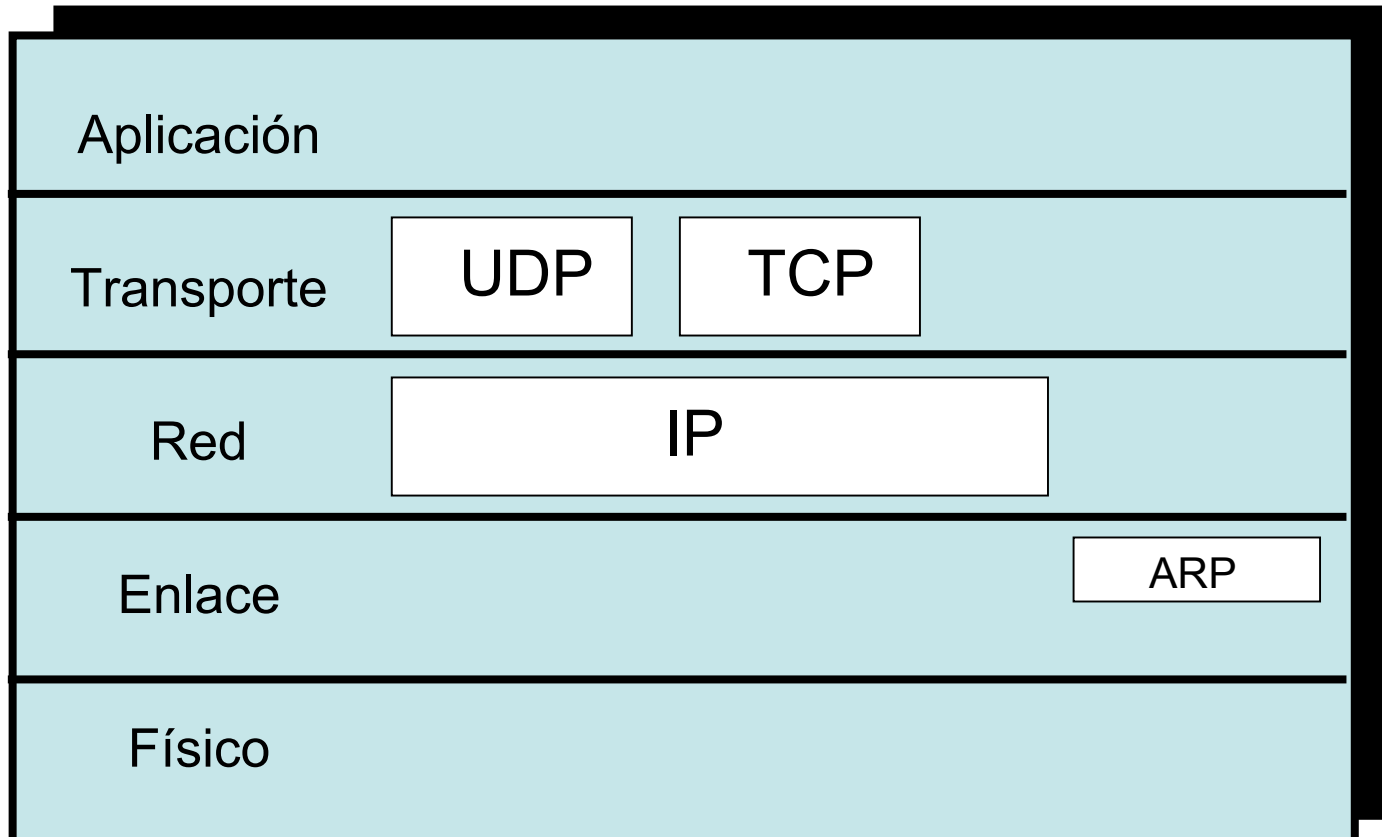 Aplicación
Transporte UDP TCP
Red IP
Enlace ARP
Físico